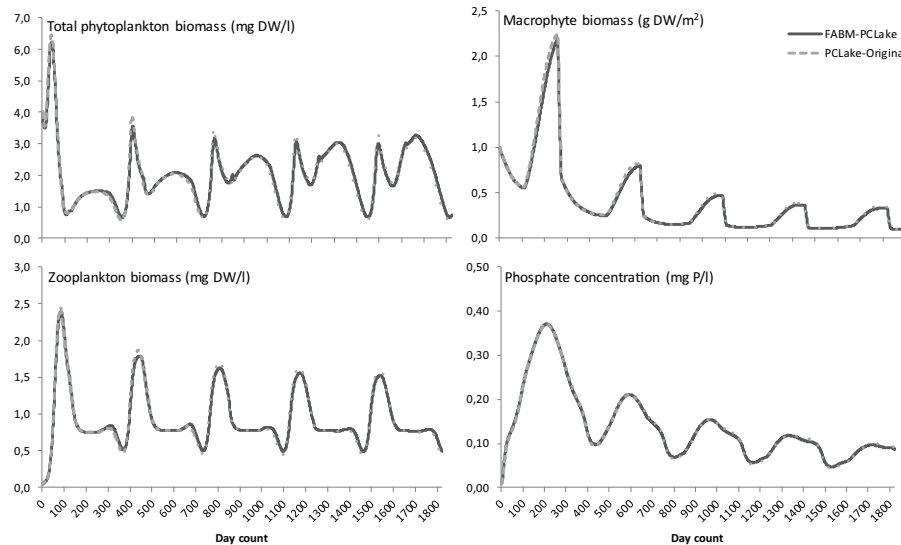 Total phytoplankton biomass (mg DW/l)
7,0
6,0
5,0
4,0
3,0
2,0
1,0
0,0
Macrophyte biomass (g DW/m²)
FABM-PCLake
PCLake-Origina
2,5
2,0
1,5
1,0
0,5
0,0
Zooplankton biomass (mg DW/l)
3,0
2,5
2,0
1,5
1,0
0,5
0,0
0 100 200 300 400 500 600 700 800 900 1000 1100 1200 1300 1400 1500 1600 1700 1800
Day count
Phosphate concentration (mg P/l)
0,50
0,40
0,30
0,20
0,10
0,00
0 100 200 300 400 500 600 700 800 900 1000 1100 1200 1300 1400 1500 1600 1700 1800
Day count